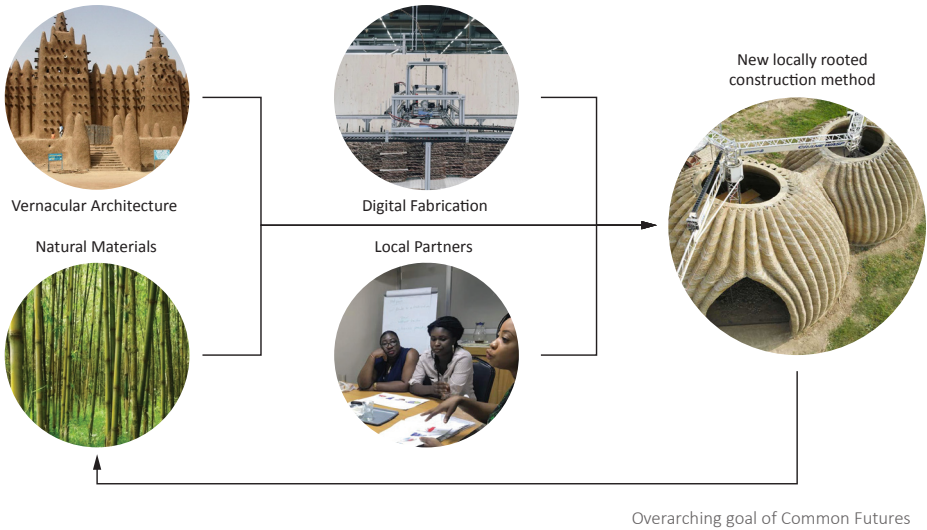 New locally rooted
construction method
Vernacular Architecture
Digital Fabrication
Natural Materials
Local Partners
Overarching goal of Common Futures